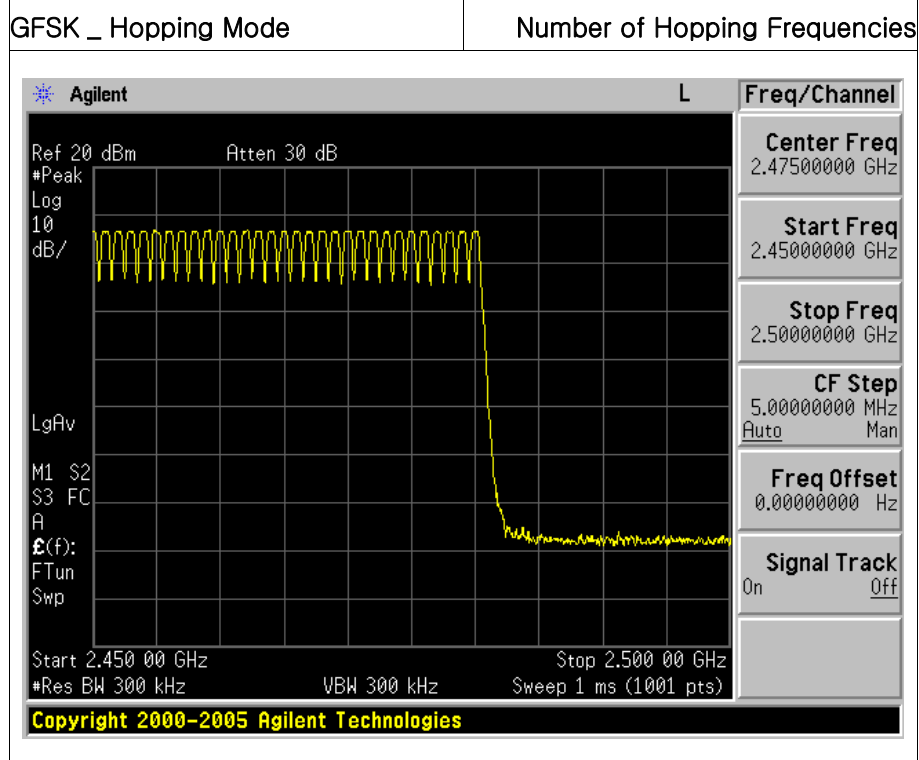 GFSK _ Hopping Mode Number of Hopping Frequencies
Agilent L Freq/Channel
Ref 20 dBm Atten 30 dB
#Peak
Log
10
dB/
LgAv
M1 S2
S3 FC
A
£(f):
FTun
Swp
Start 2.450 00 GHz Stop 2.500 00 GHz
#Res BW 300 kHz VBW 300 kHz Sweep 1 ms (1001 pts)
Copyright 2000-2005 Agilent Technologies
Center Freq
2.47500000 GHz
Start Freq
2.45000000 GHz
Stop Freq
2.50000000 GHz
CF Step
5.00000000 MHz
Auto Man
Freq Offset
0.00000000 Hz
Signal Track
On Off